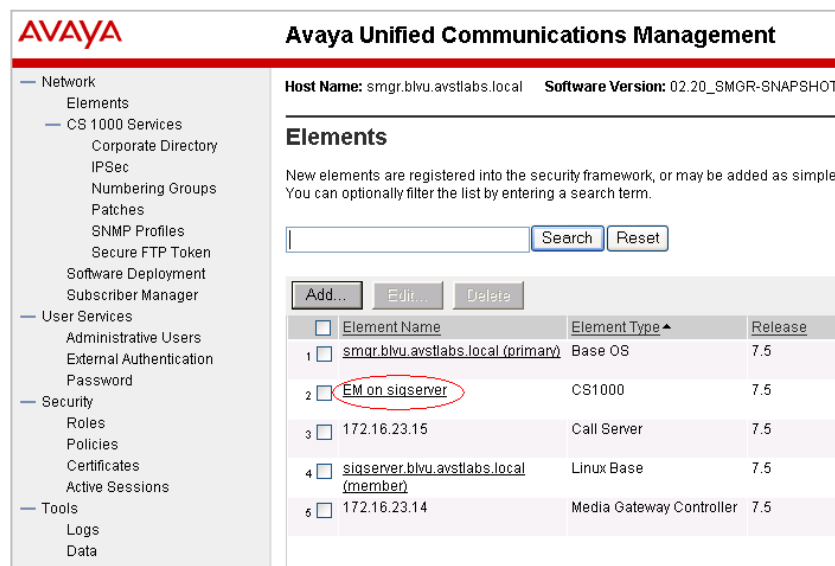 AVAYA
Avaya Unified Communications Management
Network
Elements
CS 1000 Services
Corporate Directory
IPSec
Numbering Groups
Patches
SNMP Profiles
Secure FTP Token
Software Deployment
Subscriber Manager
User Services
Administrative Users
External Authentication
Password
Security
Roles
Policies
Certificates
Active Sessions
Tools
Logs
Data
Host Name: smgr.blvu.avstlabs.local Software Version: 02.20_SMGR-SNAPSHOT
Elements
New elements are registered into the security framework, or may be added as simple
You can optionally filter the list by entering a search term.
Search Reset
Add... Edit... Delete
Element Name Element Type Release
1 smgr.blvu.avstlabs.local (primary) Base OS 7.5
2 EM on sigserver CS1000 7.5
3 172.16.23.15 Call Server 7.5
4 sigserver.blvu.avstlabs.local Linux Base 7.5
(member)
5 172.16.23.14 Media Gateway Controller 7.5